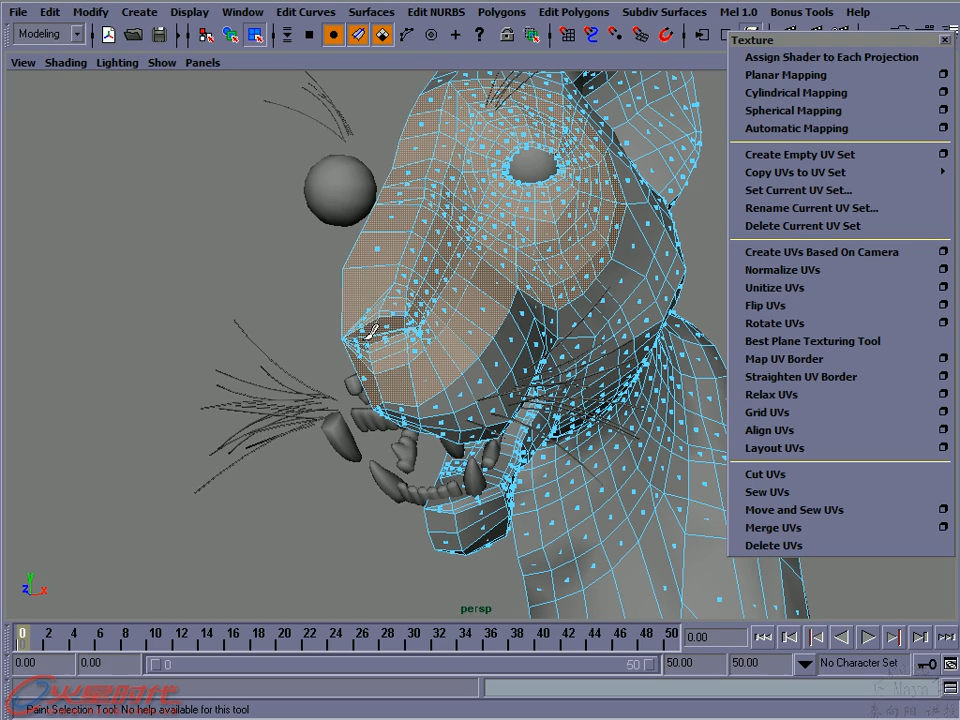 File Edit Modify Create Display Window Edit Curves Surfaces Edit NURBS Polygons Edit Polygons Subdiv Surfaces Mel 1.0 Bonus Tools Help
Modeling
View Shading Lighting Show Panels
Texture
Assign Shader to Each Projection
Planar Mapping
Cylindrical Mapping
Spherical Mapping
Automatic Mapping
Create Empty UV Set
Copy UVs to UV Set
Set Current UV Set...
Rename Current UV Set...
Delete Current UV Set
Create UVs Based On Camera
Normalize UVs
Unitize UVs
Flip UVs
Rotate UVs
Best Plane Texturing Tool
Map UV Border
Straighten UV Border
Relax UVs
Grid UVs
Align UVs
Layout UVs
Cut UVs
Sew UVs
Move and Sew UVs
Merge UVs
Delete UVs
y
z x
persp
0 2 4 6 8 10 12 14 16 18 20 22 24 26 28 30 32 34 36 38 40 42 44 46 48 50 0.00
0.00 0.00 0 50 50.00 50.00 No Character Set
火星时代
Maya
Paint Selection Tool: No help available for this tool